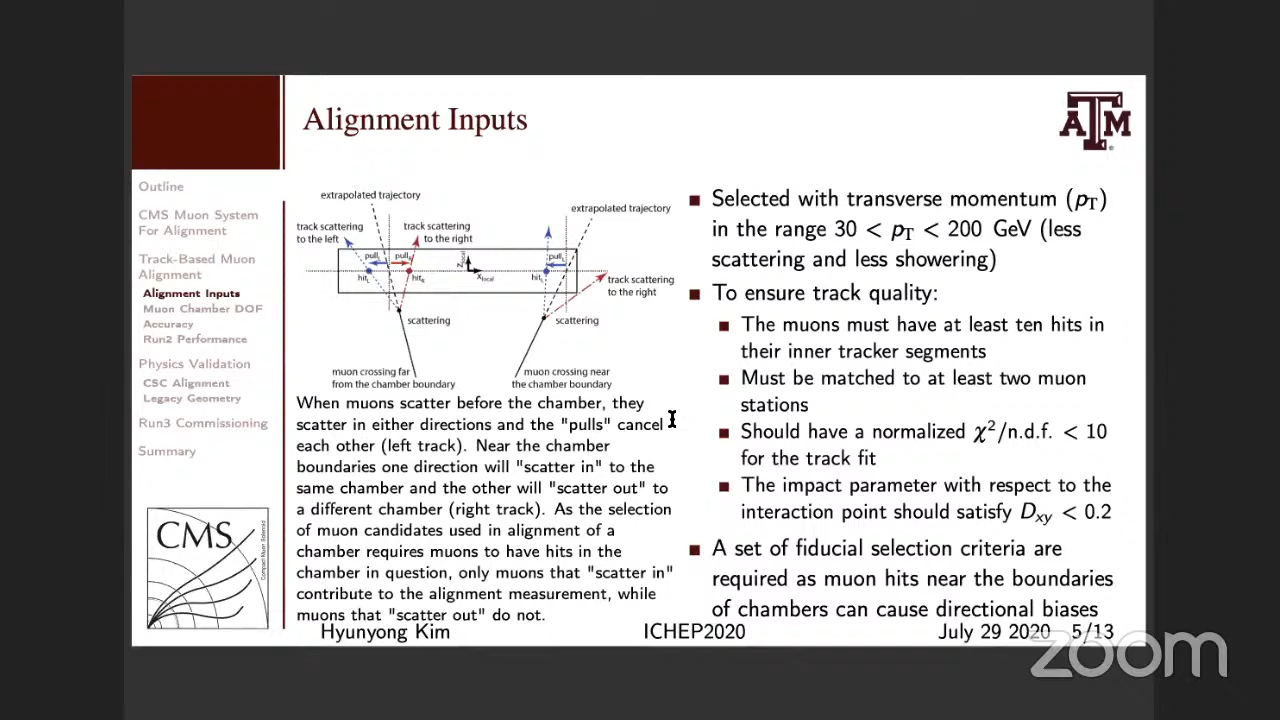 Alignment Inputs
ATM
Outline
CMS Muon System
For Alignment
Track-Based Muon
Alignment
Alignment Inputs
Muon Chamber DOF
Accuracy
Run2 Performance
Physics Validation
CSC Alignment
Legacy Geometry
Run3 Commissioning
Summary
CMS
Compact Muon Solenoid
extrapolated trajectory
extrapolated trajectory
track scattering
to the left
track scattering
to the right
pull_L
pull_R
z_local
x_local
hit_L
hit_R
pull_L
hit_L
track scattering
to the right
scattering
scattering
muon crossing far
from the chamber boundary
muon crossing near
the chamber boundary
When muons scatter before the chamber, they
scatter in either directions and the "pulls" cancel
each other (left track). Near the chamber
boundaries one direction will "scatter in" to the
same chamber and the other will "scatter out" to
a different chamber (right track). As the selection
of muon candidates used in alignment of a
chamber requires muons to have hits in the
chamber in question, only muons that "scatter in"
contribute to the alignment measurement, while
muons that "scatter out" do not.
■ Selected with transverse momentum (p_T)
in the range 30 < p_T < 200 GeV (less
scattering and less showering)
■ To ensure track quality:
■ The muons must have at least ten hits in
their inner tracker segments
■ Must be matched to at least two muon
stations
■ Should have a normalized χ²/n.d.f. < 10
for the track fit
■ The impact parameter with respect to the
interaction point should satisfy D_xy < 0.2
■ A set of fiducial selection criteria are
required as muon hits near the boundaries
of chambers can cause directional biases
Hyunyong Kim ICHEP2020 July 29 2020 5/13
zoom